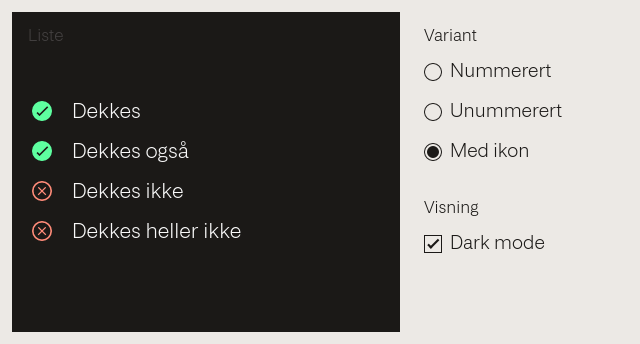 Liste
Dekkes
Dekkes også
Dekkes ikke
Dekkes heller ikke
Variant
Nummerert
Unummerert
Med ikon
Visning
Dark mode